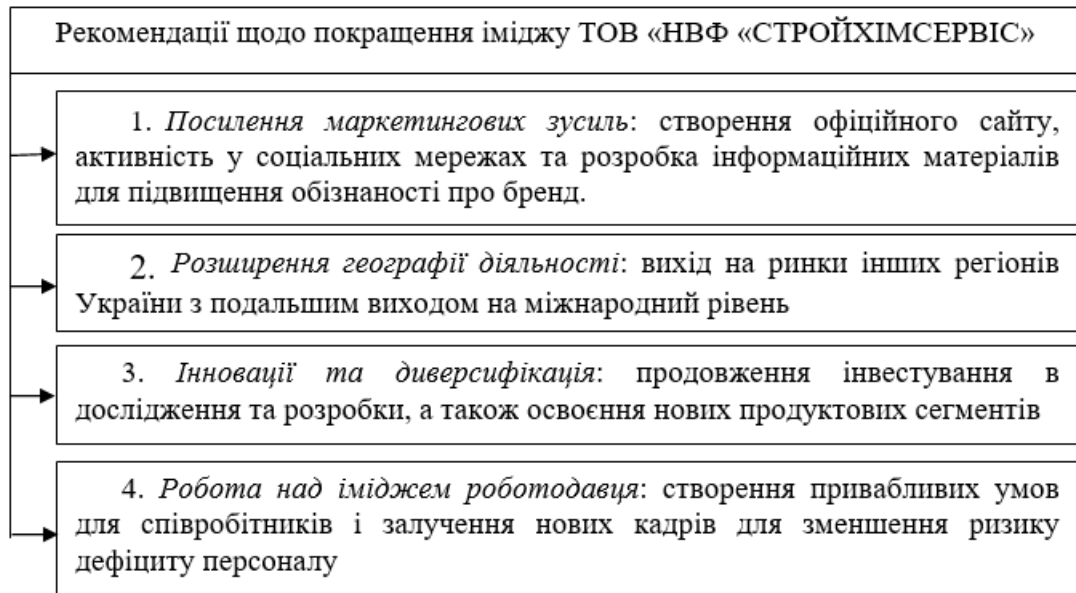 Рекомендації щодо покращення іміджу ТОВ «НВФ «СТРОЙХІМСЕРВІС»
1. Посилення маркетингових зусиль: створення офіційного сайту,
активність у соціальних мережах та розробка інформаційних матеріалів
для підвищення обізнаності про бренд.
2. Розширення географії діяльності: вихід на ринки інших регіонів
України з подальшим виходом на міжнародний рівень
3. Інновації та диверсифікація: продовження інвестування в
дослідження та розробки, а також освоєння нових продуктових сегментів
4. Робота над іміджем роботодавця: створення привабливих умов
для співробітників і залучення нових кадрів для зменшення ризику
дефіциту персоналу